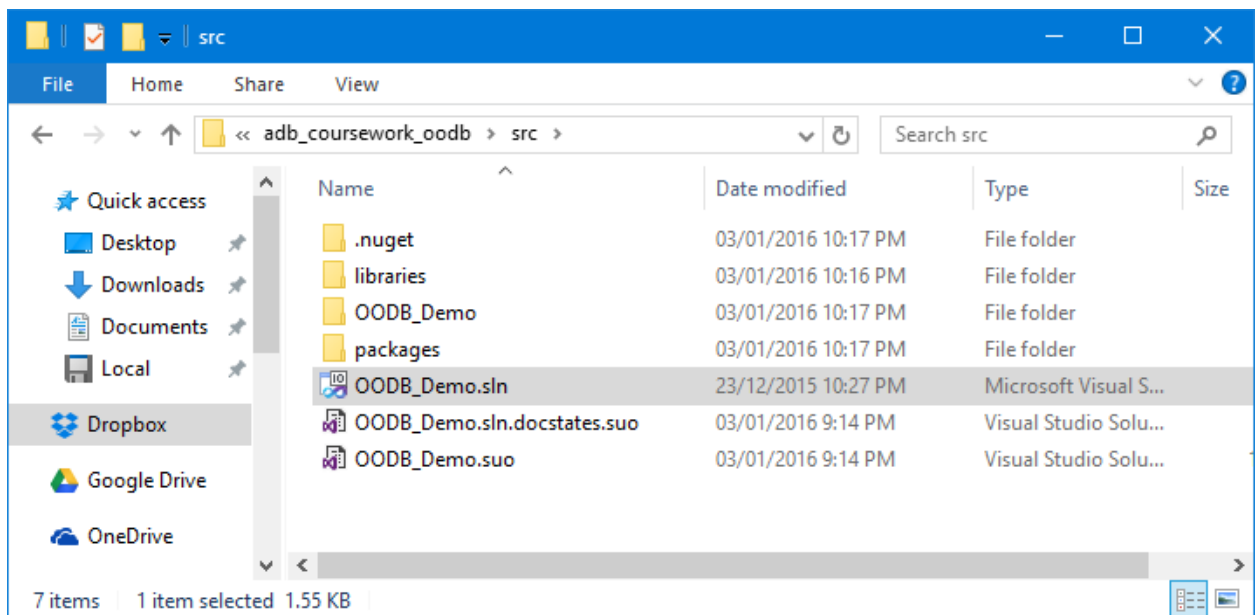 src
File Home Share View
« adb_coursework_oodb > src > Search src
Name Date modified Type Size
Quick access
Desktop
Downloads
Documents
Local
Dropbox
Google Drive
OneDrive
.nuget 03/01/2016 10:17 PM File folder
libraries 03/01/2016 10:16 PM File folder
OODB_Demo 03/01/2016 10:17 PM File folder
packages 03/01/2016 10:17 PM File folder
OODB_Demo.sln 23/12/2015 10:27 PM Microsoft Visual S...
OODB_Demo.sln.docstates.suo 03/01/2016 9:14 PM Visual Studio Solu...
OODB_Demo.suo 03/01/2016 9:14 PM Visual Studio Solu...
7 items 1 item selected 1.55 KB